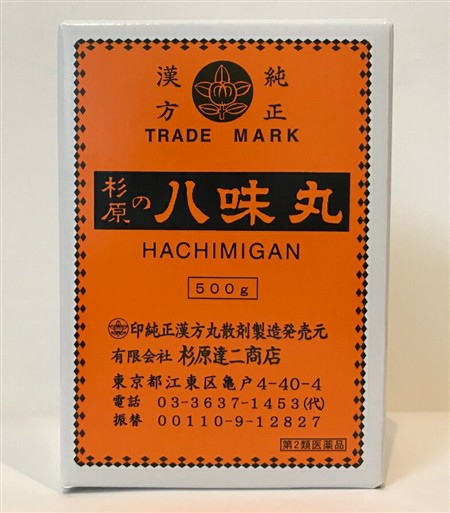 純正
漢方
TRADE MARK
杉原の八味丸
HACHIMIGAN
500g
印純正漢方丸散剤製造発売元
有限会社 杉原達二商店
東京都江東区亀戸4-40-4
電話 03-3637-1453(代)
振替 00110-9-12827
第2類医薬品